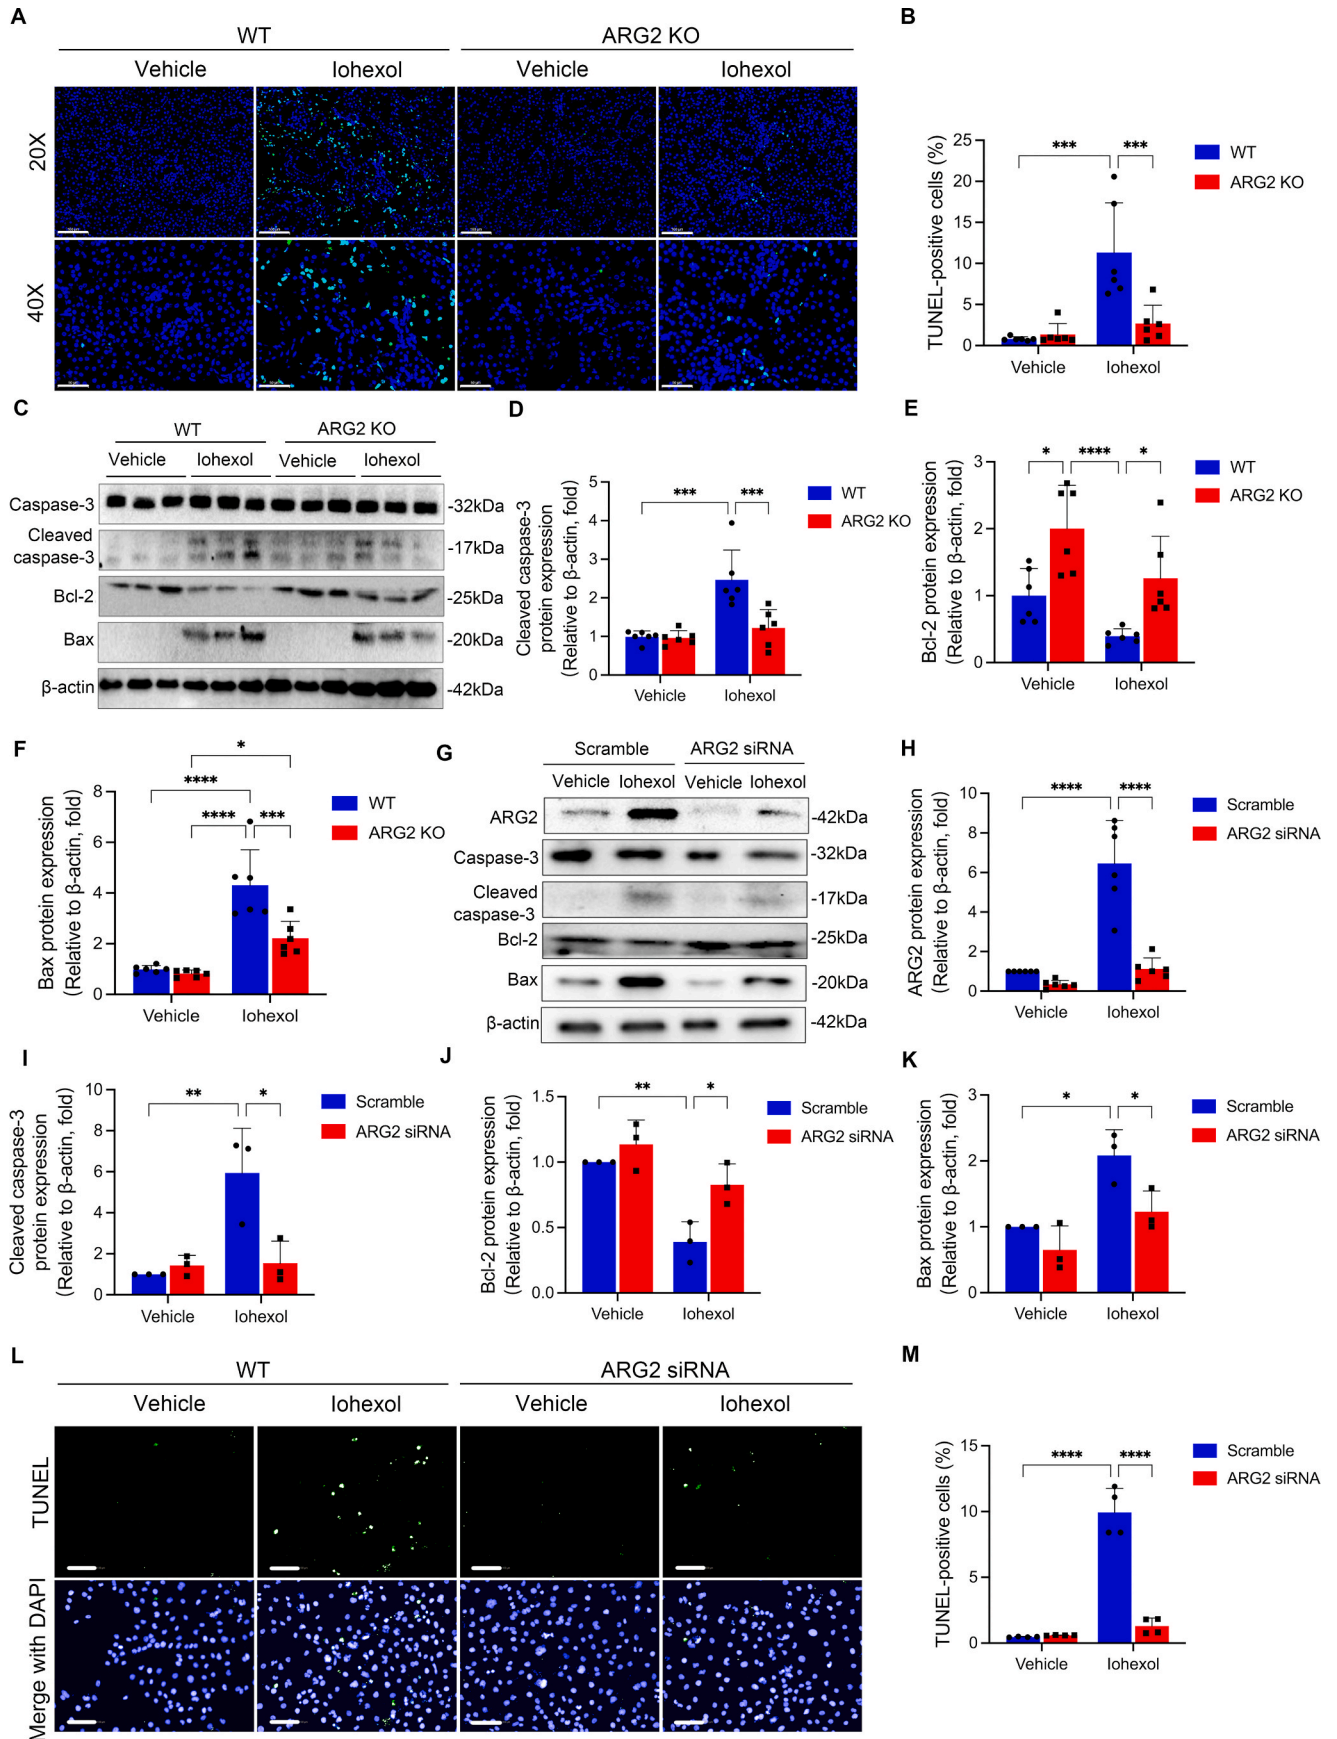 A
WT
ARG2 KO
Vehicle
Iohexol
Vehicle
Iohexol
20X
40X
B
TUNEL-positive cells (%)
25
20
15
10
5
0
***
***
Vehicle
Iohexol
WT
ARG2 KO
C
WT
ARG2 KO
Vehicle
Iohexol
Vehicle
Iohexol
Caspase-3
-32kDa
Cleaved
caspase-3
-17kDa
Bcl-2
-25kDa
Bax
-20kDa
β-actin
-42kDa
D
Cleaved caspase-3
protein expression
(Relative to β-actin, fold)
5
4
3
2
1
0
***
***
Vehicle
Iohexol
WT
ARG2 KO
E
Bcl-2 protein expression
(Relative to β-actin, fold)
3
2
1
0
*
****
*
Vehicle
Iohexol
WT
ARG2 KO
F
Bax protein expression
(Relative to β-actin, fold)
8
6
4
2
0
*
****
****
***
Vehicle
Iohexol
WT
ARG2 KO
G
Scramble
ARG2 siRNA
Vehicle
Iohexol
Vehicle
Iohexol
ARG2
-42kDa
Caspase-3
-32kDa
Cleaved
caspase-3
-17kDa
Bcl-2
-25kDa
Bax
-20kDa
β-actin
-42kDa
H
ARG2 protein expression
(Relative to β-actin, fold)
10
8
6
4
2
0
****
****
Vehicle
Iohexol
Scramble
ARG2 siRNA
I
Cleaved caspase-3
protein expression
(Relative to β-actin, fold)
10
8
6
4
2
0
**
*
Vehicle
Iohexol
Scramble
ARG2 siRNA
J
Bcl-2 protein expression
(Relative to β-actin, fold)
1.5
1.0
0.5
0.0
**
*
Vehicle
Iohexol
Scramble
ARG2 siRNA
K
Bax protein expression
(Relative to β-actin, fold)
3
2
1
0
*
*
Vehicle
Iohexol
Scramble
ARG2 siRNA
L
WT
ARG2 siRNA
Vehicle
Iohexol
Vehicle
Iohexol
TUNEL
Merge with DAPI
M
TUNEL-positive cells (%)
15
10
5
0
****
****
Vehicle
Iohexol
Scramble
ARG2 siRNA